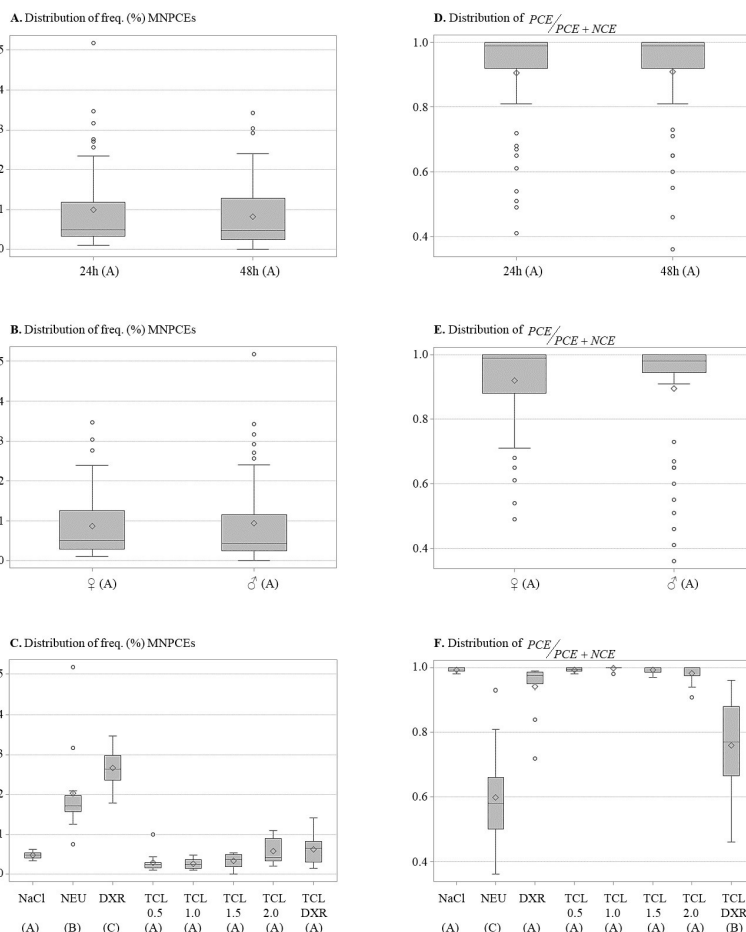 A. Distribution of freq. (%) MNPCEs
5
4
3
2
1
0
24h (A) 48h (A)
D. Distribution of PCE/PCE + NCE
1.0
0.8
0.6
0.4
24h (A) 48h (A)
B. Distribution of freq. (%) MNPCEs
5
4
3
2
1
0
♀ (A) ♂ (A)
E. Distribution of PCE/PCE + NCE
1.0
0.8
0.6
0.4
♀ (A) ♂ (A)
C. Distribution of freq. (%) MNPCEs
5
4
3
2
1
0
NaCl NEU DXR TCL TCL TCL TCL TCL
0.5 1.0 1.5 2.0 DXR
(A) (B) (C) (A) (A) (A) (A) (A)
F. Distribution of PCE/PCE + NCE
1.0
0.8
0.6
0.4
NaCl NEU DXR TCL TCL TCL TCL TCL
0.5 1.0 1.5 2.0 DXR
(A) (C) (A) (A) (A) (A) (A) (B)